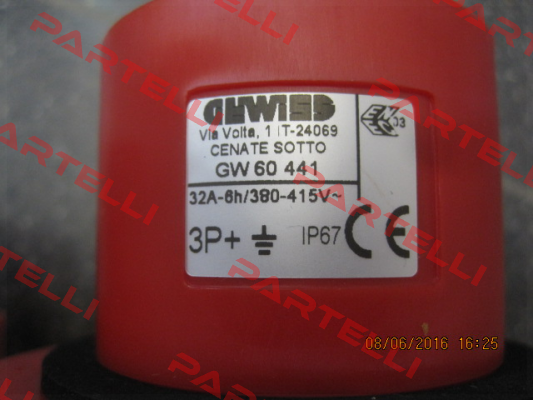 GEWISS
Via Volta, 1 IT-24069
CENATE SOTTO
GW 60 441
32A-6h/380-415V~
3P+ IP67 CE
03
08/06/2016 16:25
PARTELLI
PARTELLI
PARTELLI
PARTELLI
PARTELLI